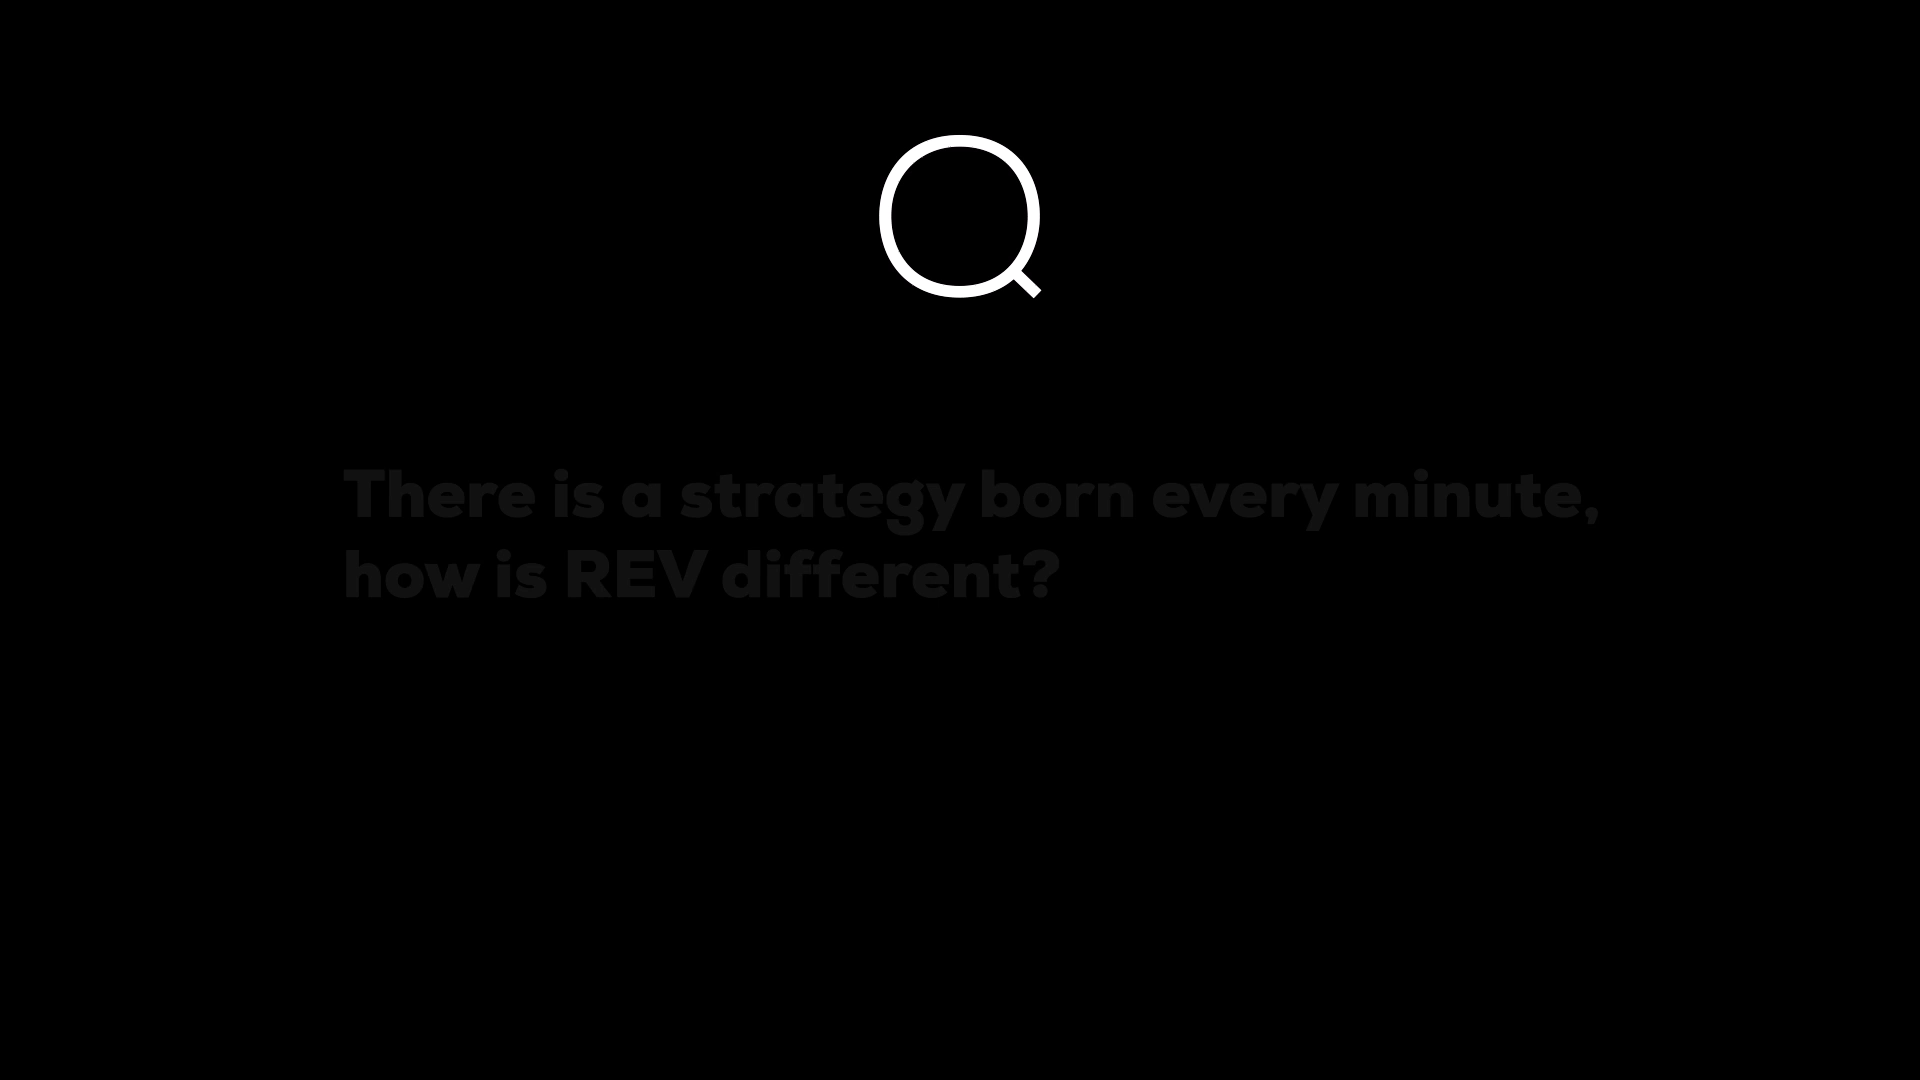 Q
There is a strategy born every minute,
how is REV different?